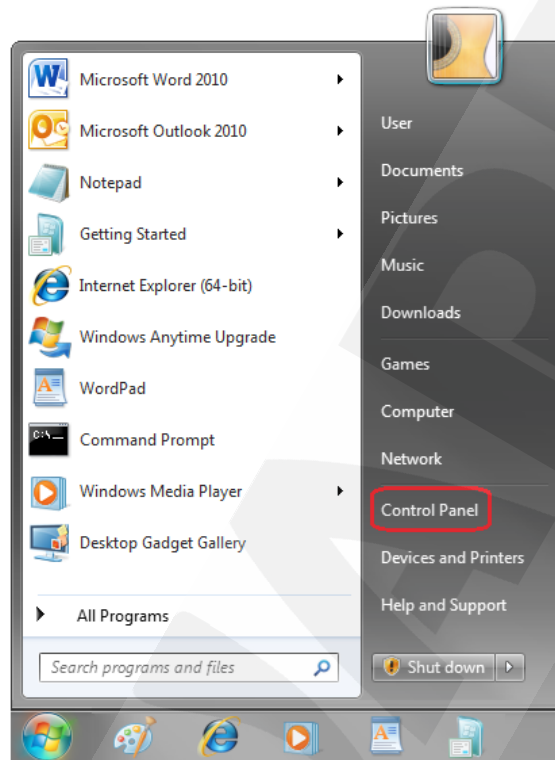 Microsoft Word 2010
Microsoft Outlook 2010
Notepad
Getting Started
Internet Explorer (64-bit)
Windows Anytime Upgrade
WordPad
C:\_
Command Prompt
Windows Media Player
Desktop Gadget Gallery
All Programs
Search programs and files
User
Documents
Pictures
Music
Downloads
Games
Computer
Network
Control Panel
Devices and Printers
Help and Support
Shut down